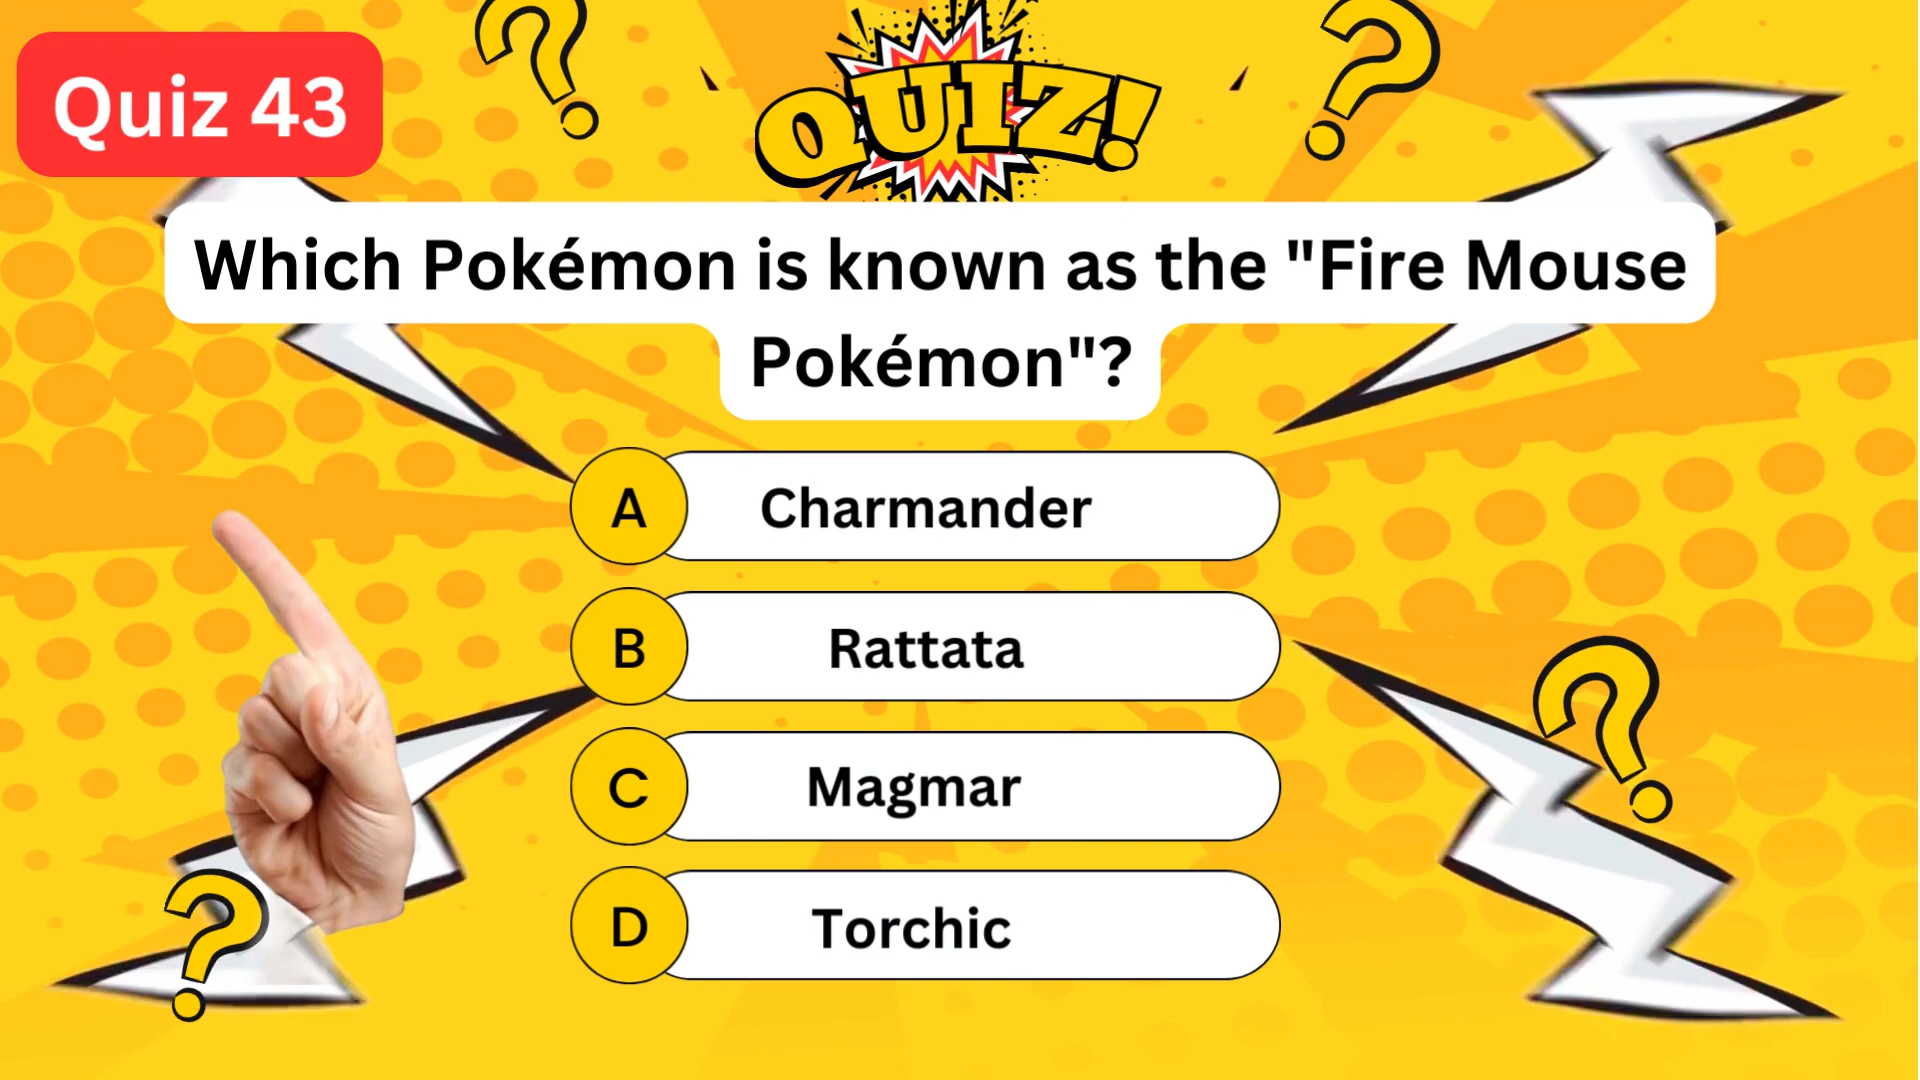 Quiz 43
QUIZ!
Which Pokémon is known as the "Fire Mouse
Pokémon"?
A Charmander
B Rattata
C Magmar
D Torchic